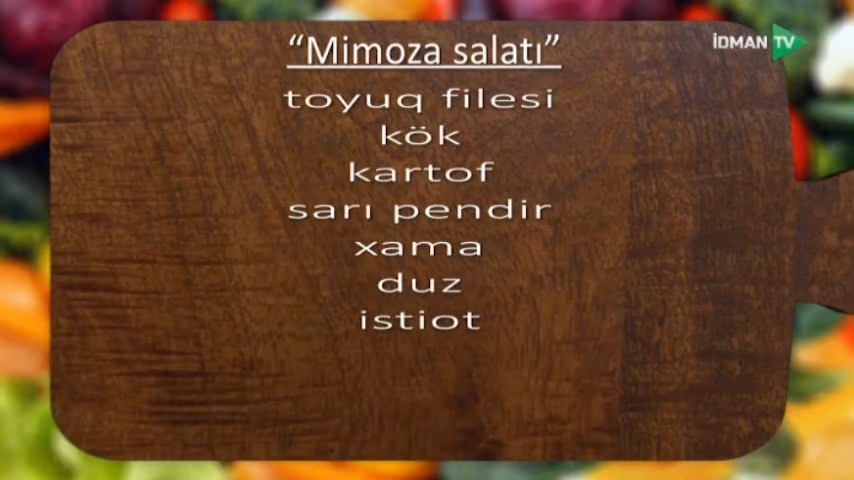 “Mimoza salatı”
İDMAN TV
toyuq filesi
kök
kartof
sarı pendir
xama
duz
istiot